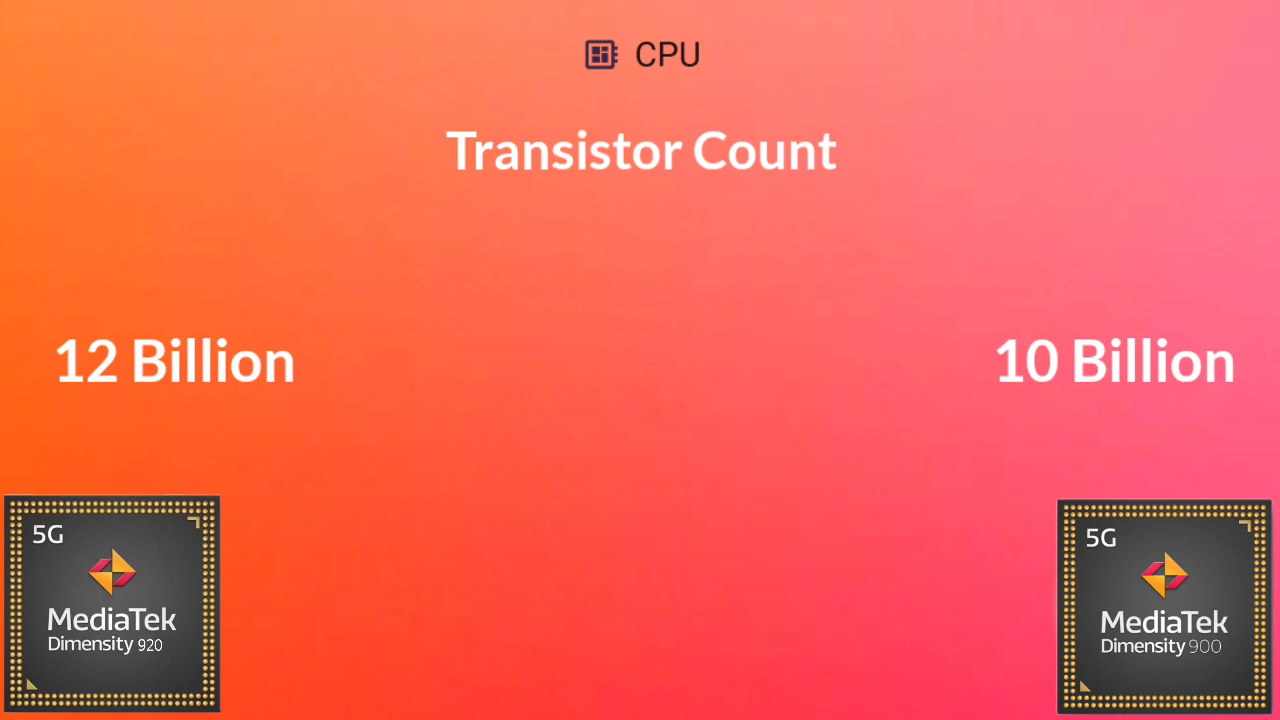 CPU
Transistor Count
12 Billion
10 Billion
5G
MediaTek
Dimensity 920
5G
MediaTek
Dimensity 900